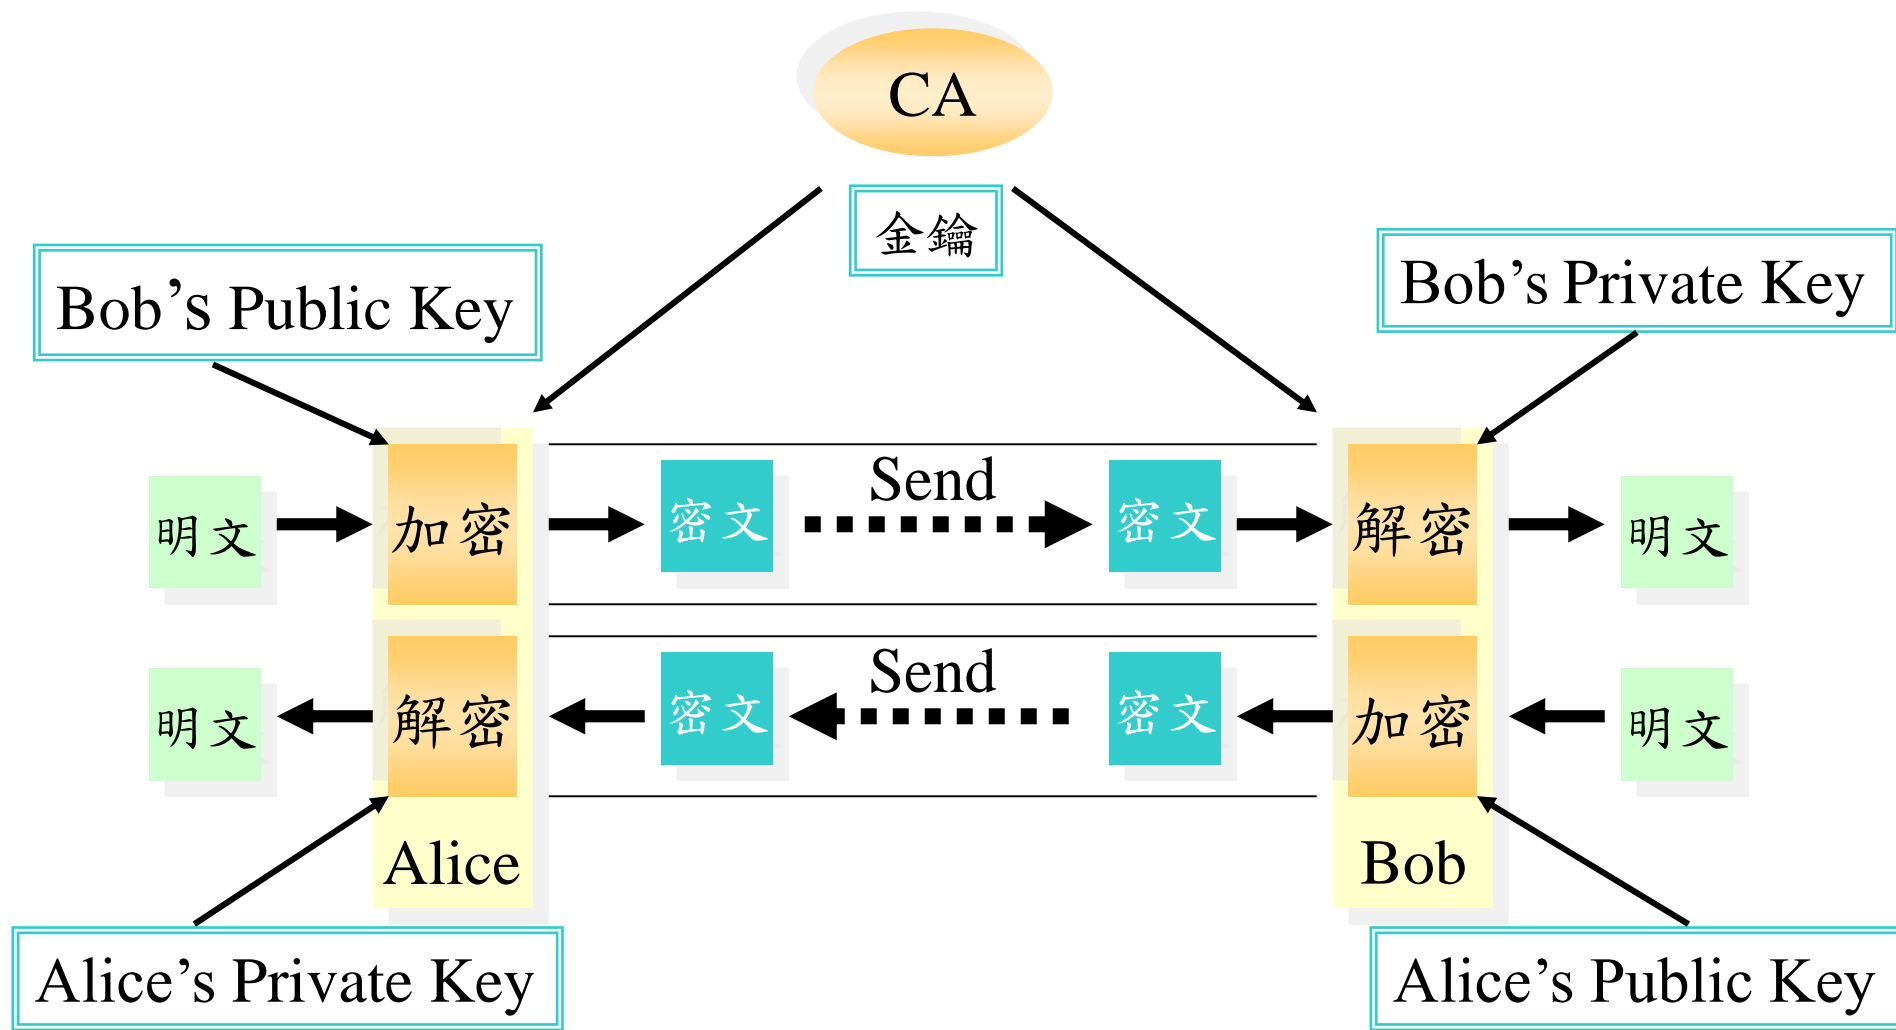 CA
金鑰
Bob's Public Key
Bob's Private Key
明文
加密
密文
Send
密文
解密
明文
明文
解密
密文
Send
密文
加密
明文
Alice
Bob
Alice's Private Key
Alice's Public Key